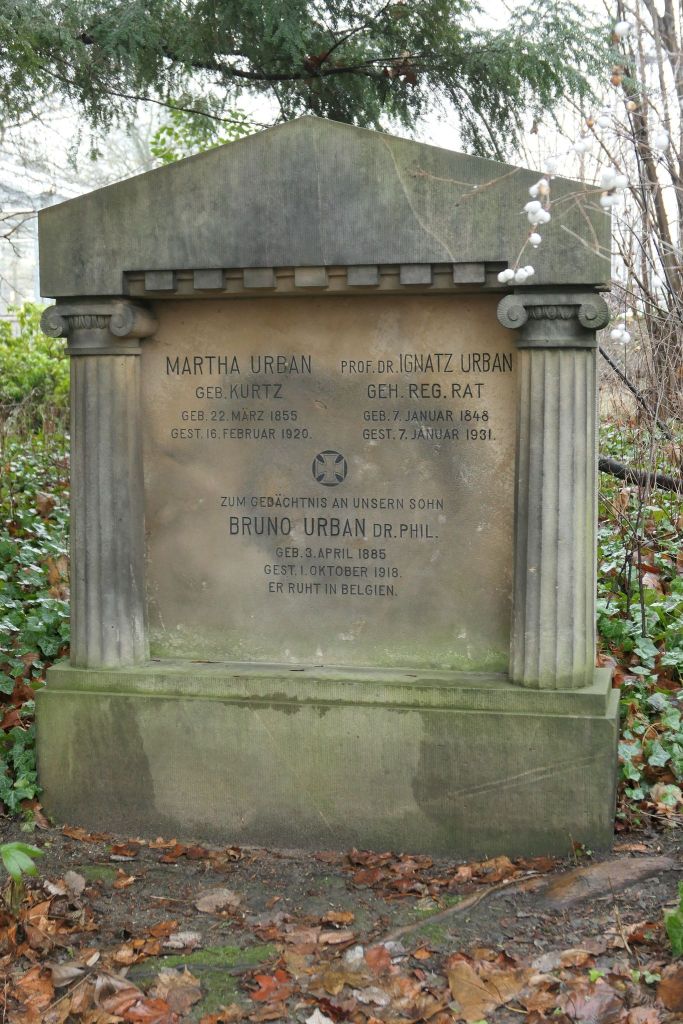 MARTHA URBAN
GEB. KURTZ
GEB. 22. MÄRZ 1855
GEST. 16. FEBRUAR 1920.
PROF. DR. IGNATZ URBAN
GEH. REG. RAT
GEB. 7. JANUAR 1848
GEST. 7. JANUAR 1931.
ZUM GEDÄCHTNIS AN UNSERN SOHN
BRUNO URBAN DR. PHIL.
GEB. 3. APRIL 1885
GEST. 1. OKTOBER 1918.
ER RUHT IN BELGIEN.